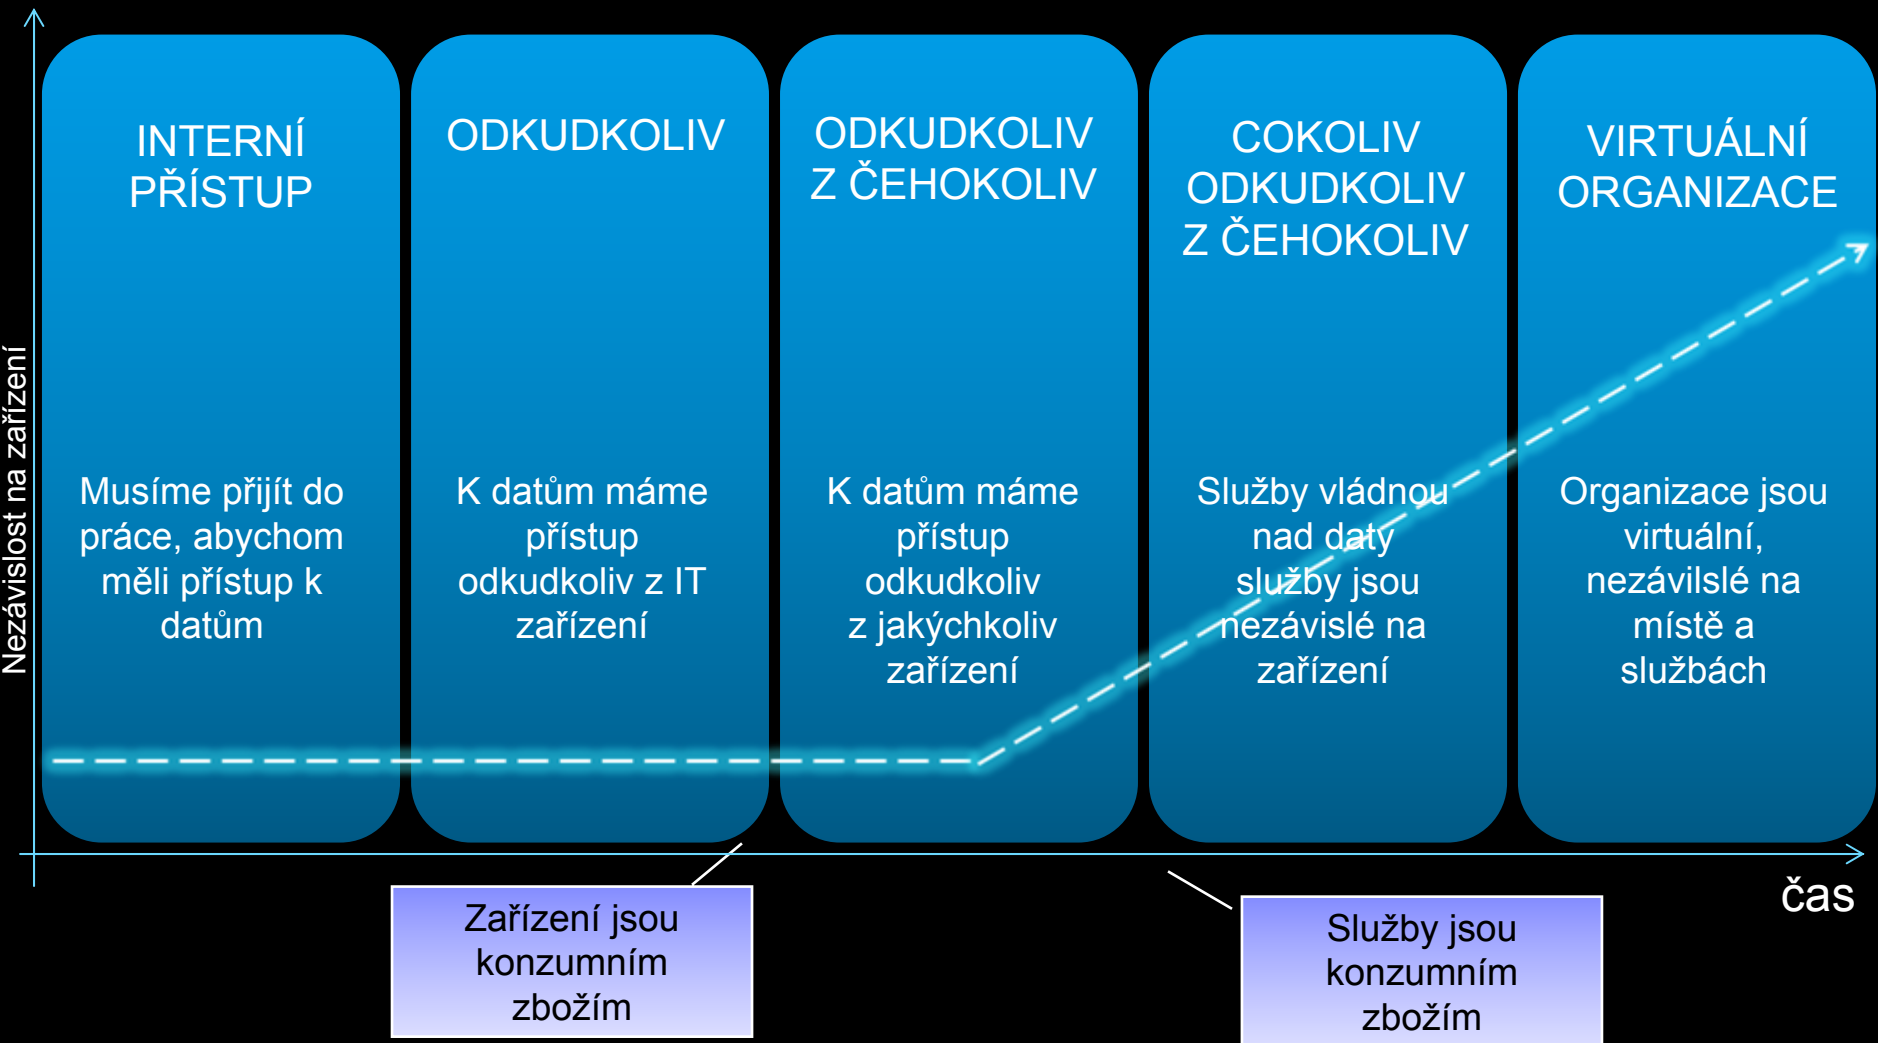 INTERNÍ
PŘÍSTUP
Musíme přijít do
práce, abychom
měli přístup k
datům
ODKUDKOLIV
K datům máme
přístup
odkudkoliv z IT
zařízení
ODKUDKOLIV
Z ČEHOKOLIV
K datům máme
přístup
odkudkoliv
z jakýchkoliv
zařízení
COKOLIV
ODKUDKOLIV
Z ČEHOKOLIV
Služby vládnou
nad daty
služby jsou
nezávislé na
zařízení
VIRTUÁLNÍ
ORGANIZACE
Organizace jsou
virtuální,
nezávilslé na
místě a
službách
Nezávislost na zařízení
čas
Zařízení jsou
konzumním
zbožím
Služby jsou
konzumním
zbožím